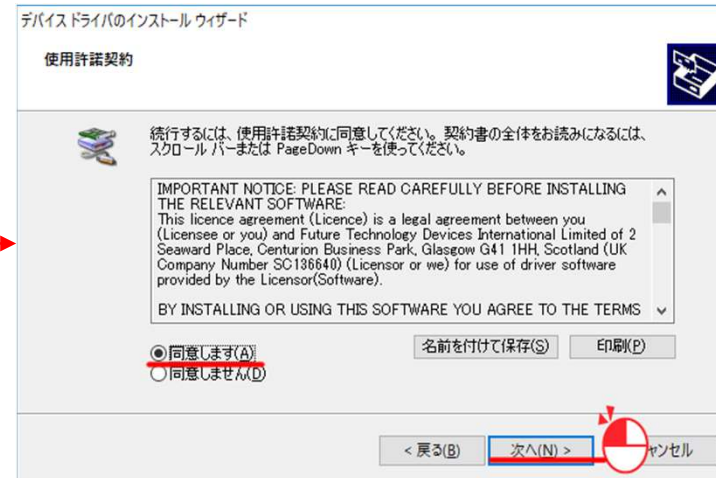 デバイス ドライバのインストール ウィザード
使用許諾契約
続行するには、使用許諾契約に同意してください。契約書の全体をお読みになるには、
スクロール バーまたは PageDown キーを使ってください。
IMPORTANT NOTICE: PLEASE READ CAREFULLY BEFORE INSTALLING
THE RELEVANT SOFTWARE:
This licence agreement (Licence) is a legal agreement between you
(Licensee or you) and Future Technology Devices International Limited of 2
Seaward Place, Centurion Business Park, Glasgow G41 1HH, Scotland (UK
Company Number SC136640) (Licensor or we) for use of driver software
provided by the Licensor(Software).
BY INSTALLING OR USING THIS SOFTWARE YOU AGREE TO THE TERMS
同意します(A)
名前を付けて保存(S) 印刷(P)
同意しません(D)
< 戻る(B) 次へ(N) > ャンセル